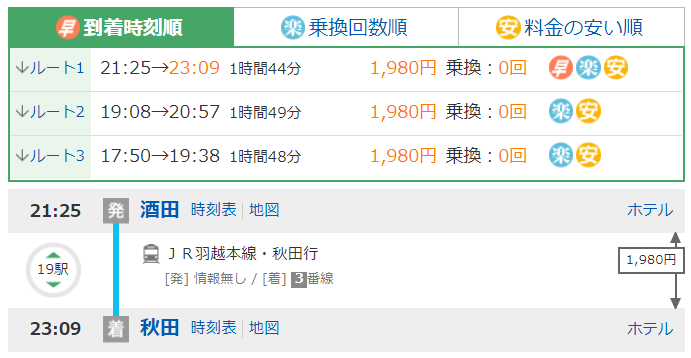 早 到着時刻順 楽 乗換回数順 安 料金の安い順
↓ルート1 21:25→23:09 1時間44分 1,980円 乗換：0回 早 楽 安
↓ルート2 19:08→20:57 1時間49分 1,980円 乗換：0回 楽 安
↓ルート3 17:50→19:38 1時間48分 1,980円 乗換：0回 楽 安
21:25 発 酒田 時刻表 | 地図 ホテル
19駅 ＪＲ羽越本線・秋田行 1,980円
[発] 情報無し / [着] 3番線
23:09 着 秋田 時刻表 | 地図 ホテル